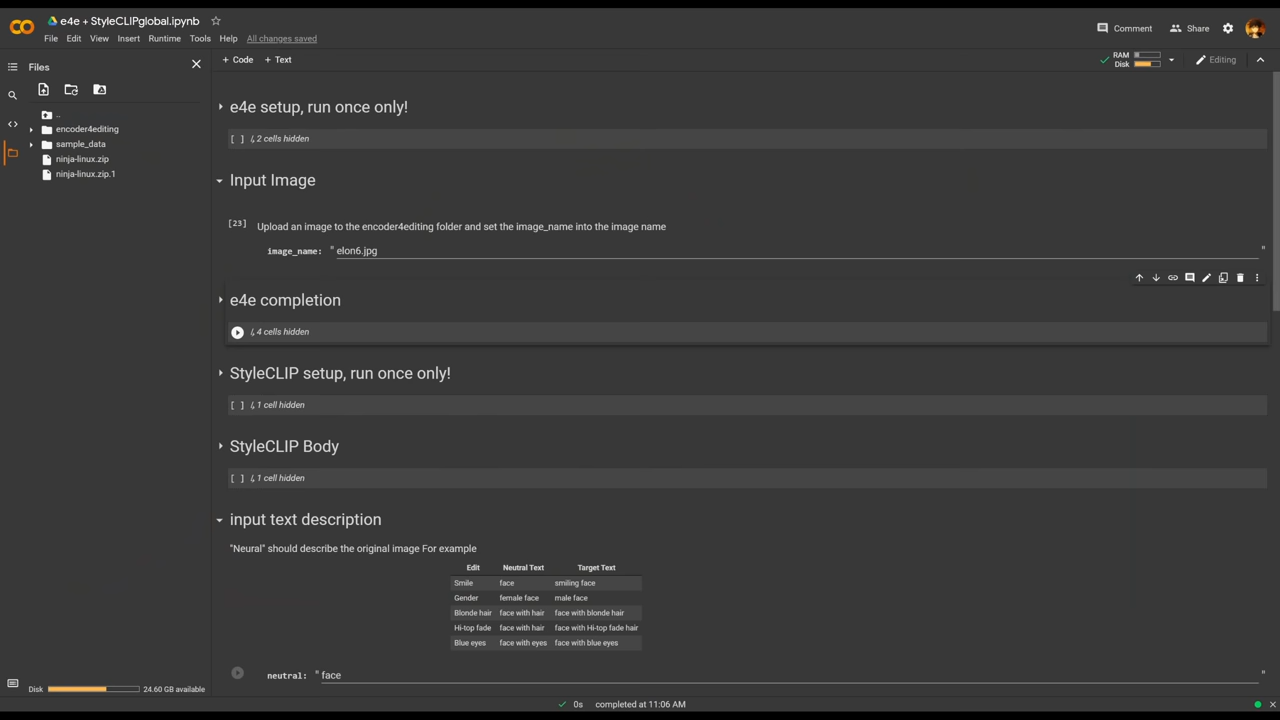 e4e + StyleCLIPglobal.ipynb
File Edit View Insert Runtime Tools Help All changes saved
Comment Share
Files
+ Code + Text
RAM
Disk
Editing
..
encoder4editing
sample_data
ninja-linux.zip
ninja-linux.zip.1
Disk 24.60 GB available
e4e setup, run once only!
[ ] ↳ 2 cells hidden
Input Image
[23] Upload an image to the encoder4editing folder and set the image_name into the image name
image_name: " elon6.jpg "
e4e completion
↳ 4 cells hidden
StyleCLIP setup, run once only!
[ ] ↳ 1 cell hidden
StyleCLIP Body
[ ] ↳ 1 cell hidden
input text description
"Neural" should describe the original image For example
Edit Neutral Text Target Text
Smile face smiling face
Gender female face male face
Blonde hair face with hair face with blonde hair
Hi-top fade face with hair face with Hi-top fade hair
Blue eyes face with eyes face with blue eyes
neutral: " face "
0s completed at 11:06 AM